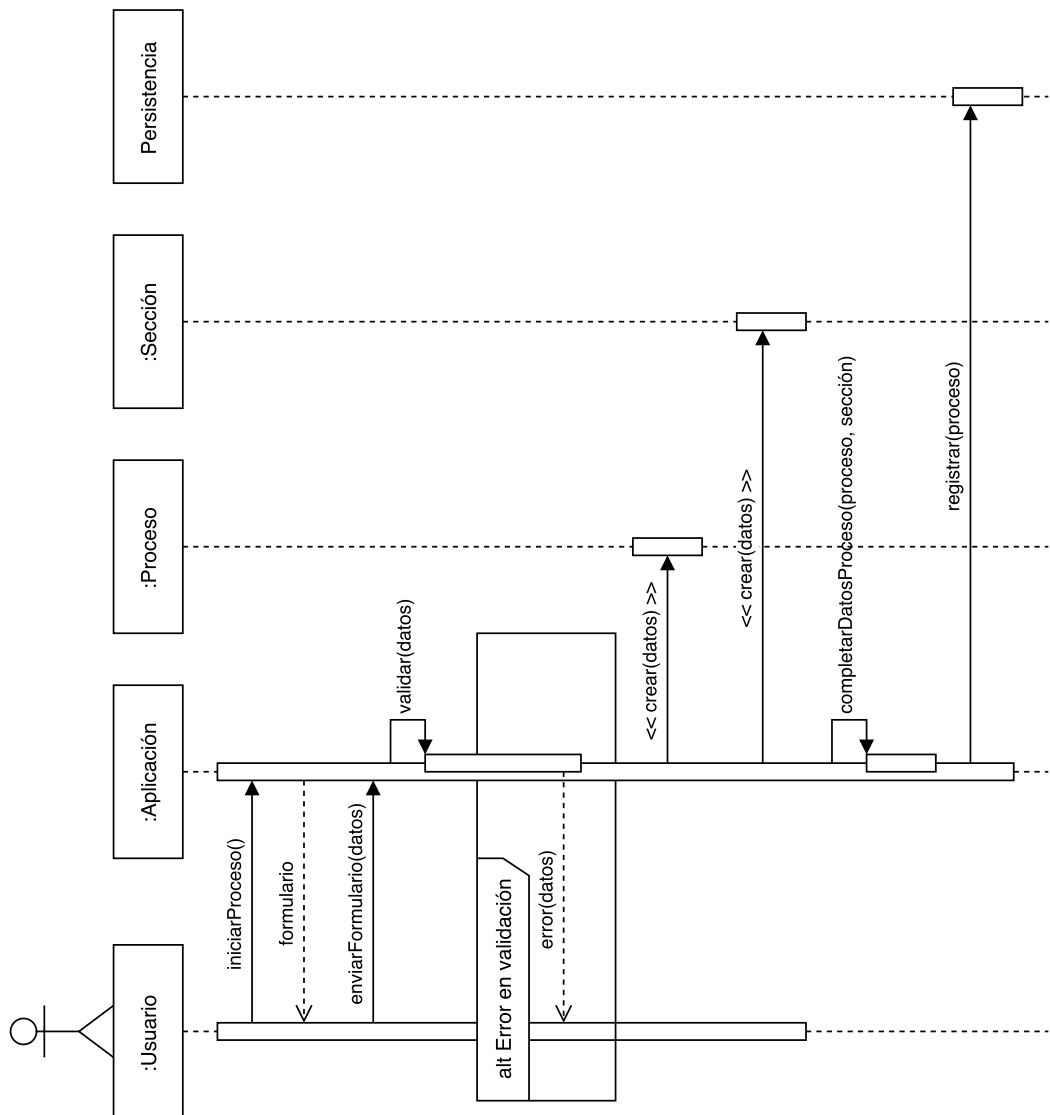 :Usuario
:Aplicación
:Proceso
:Sección
Persistencia
iniciarProceso()
formulario
enviarFormulario(datos)
validar(datos)
alt Error en validación
error(datos)
<< crear(datos) >>
<< crear(datos) >>
completarDatosProceso(proceso, sección)
registrar(proceso)